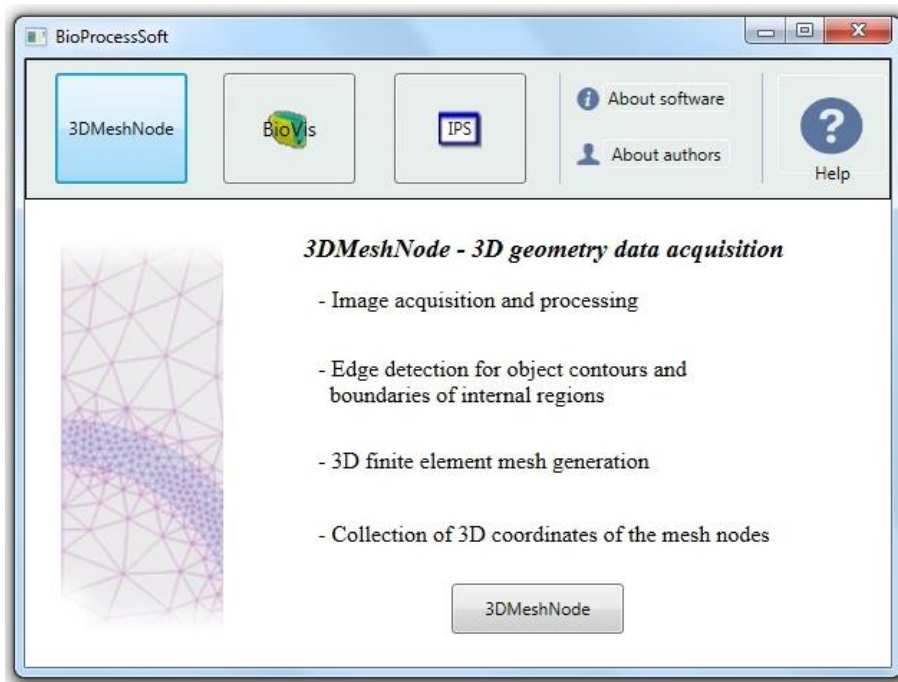 BioProcessSoft
3DMeshNode
BioVis
IPS
About software
About authors
Help
3DMeshNode - 3D geometry data acquisition
- Image acquisition and processing
- Edge detection for object contours and
boundaries of internal regions
- 3D finite element mesh generation
- Collection of 3D coordinates of the mesh nodes
3DMeshNode